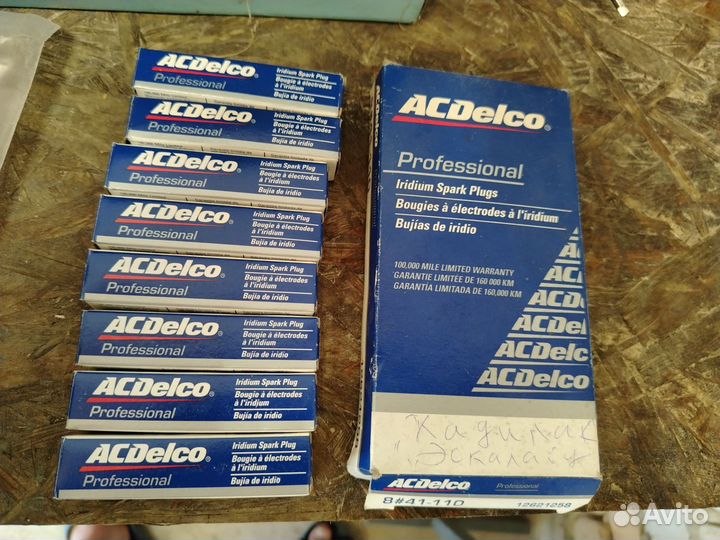 ACDelco
Professional
Iridium Spark Plug
Bougie à électrodes
à l'iridium
Bujía de iridio
ACDelco
Professional
Iridium Spark Plug
Bougie à électrodes
à l'iridium
Bujía de iridio
ACDelco
Professional
Iridium Spark Plug
Bougie à électrodes
à l'iridium
Bujía de iridio
ACDelco
Professional
Iridium Spark Plug
Bougie à électrodes
à l'iridium
Bujía de iridio
ACDelco
Professional
Iridium Spark Plug
Bougie à électrodes
à l'iridium
Bujía de iridio
ACDelco
Professional
Iridium Spark Plug
Bougie à électrodes
à l'iridium
Bujía de iridio
ACDelco
Professional
Iridium Spark Plug
Bougie à électrodes
à l'iridium
Bujía de iridio
ACDelco
Professional
Iridium Spark Plug
Bougie à électrodes
à l'iridium
Bujía de iridio
ACDelco
Professional
Iridium Spark Plugs
Bougies à électrodes à l'iridium
Bujías de iridio
100,000 MILE LIMITED WARRANTY
GARANTIE LIMITÉE DE 160 000 KM
GARANTÍA LIMITADA DE 160,000 KM
ACDelco
Кадилак
ACDelco
Professional
8#41-110
12621258
Avito